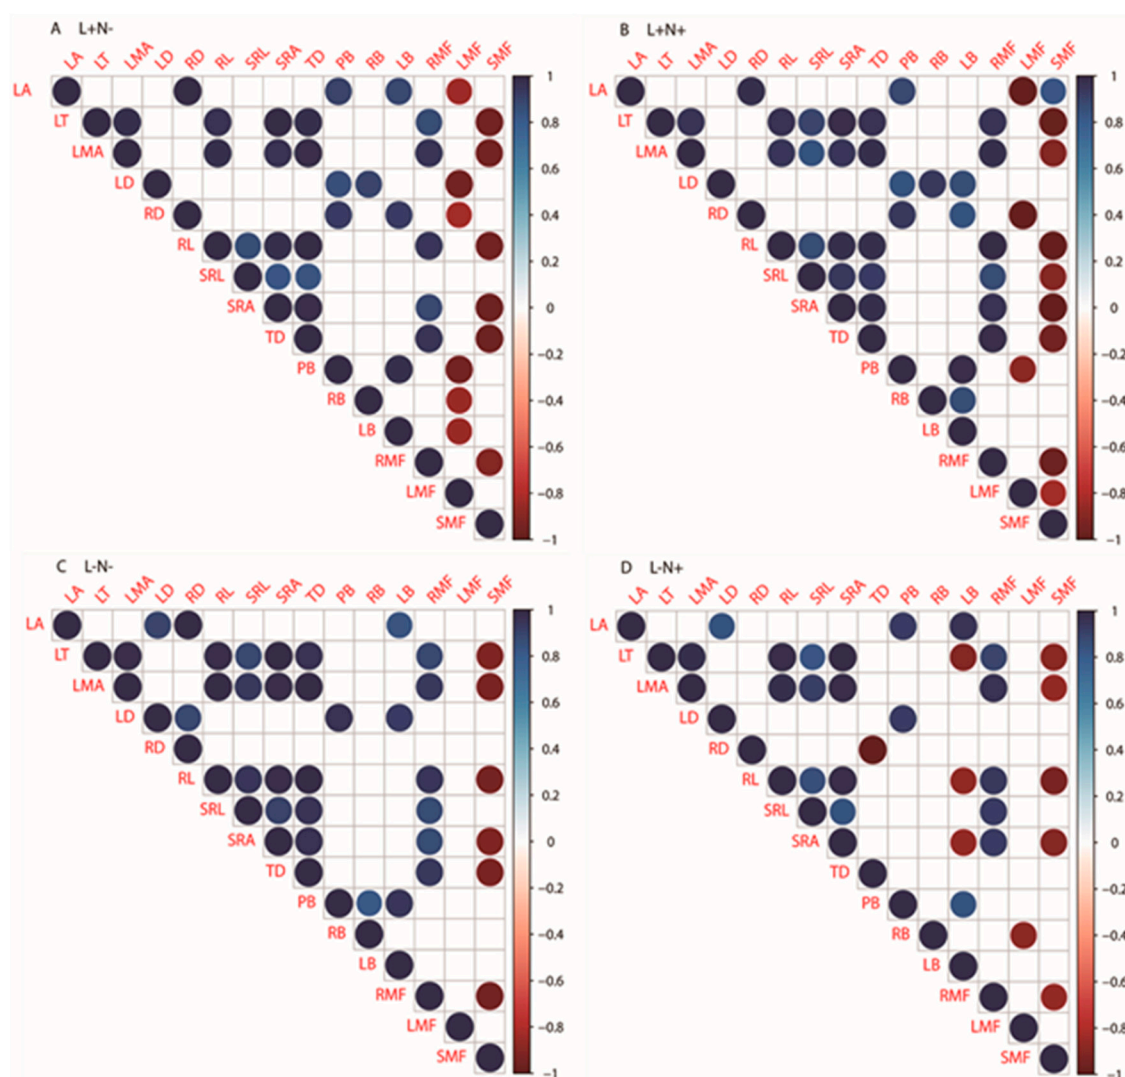 A L+N-
LA LT LMA LD RD RL SRL SRA TD PB RB LB RMF LMF SMF
LA
LT
LMA
LD
RD
RL
SRL
SRA
TD
PB
RB
LB
RMF
LMF
SMF
1
0.8
0.6
0.4
0.2
0
−0.2
−0.4
−0.6
−0.8
−1
B L+N+
LA LT LMA LD RD RL SRL SRA TD PB RB LB RMF LMF SMF
LA
LT
LMA
LD
RD
RL
SRL
SRA
TD
PB
RB
LB
RMF
LMF
SMF
1
0.8
0.6
0.4
0.2
0
−0.2
−0.4
−0.6
−0.8
−1
C L-N-
LA LT LMA LD RD RL SRL SRA TD PB RB LB RMF LMF SMF
LA
LT
LMA
LD
RD
RL
SRL
SRA
TD
PB
RB
LB
RMF
LMF
SMF
1
0.8
0.6
0.4
0.2
0
−0.2
−0.4
−0.6
−0.8
−1
D L-N+
LA LT LMA LD RD RL SRL SRA TD PB RB LB RMF LMF SMF
LA
LT
LMA
LD
RD
RL
SRL
SRA
TD
PB
RB
LB
RMF
LMF
SMF
1
0.8
0.6
0.4
0.2
0
−0.2
−0.4
−0.6
−0.8
−1